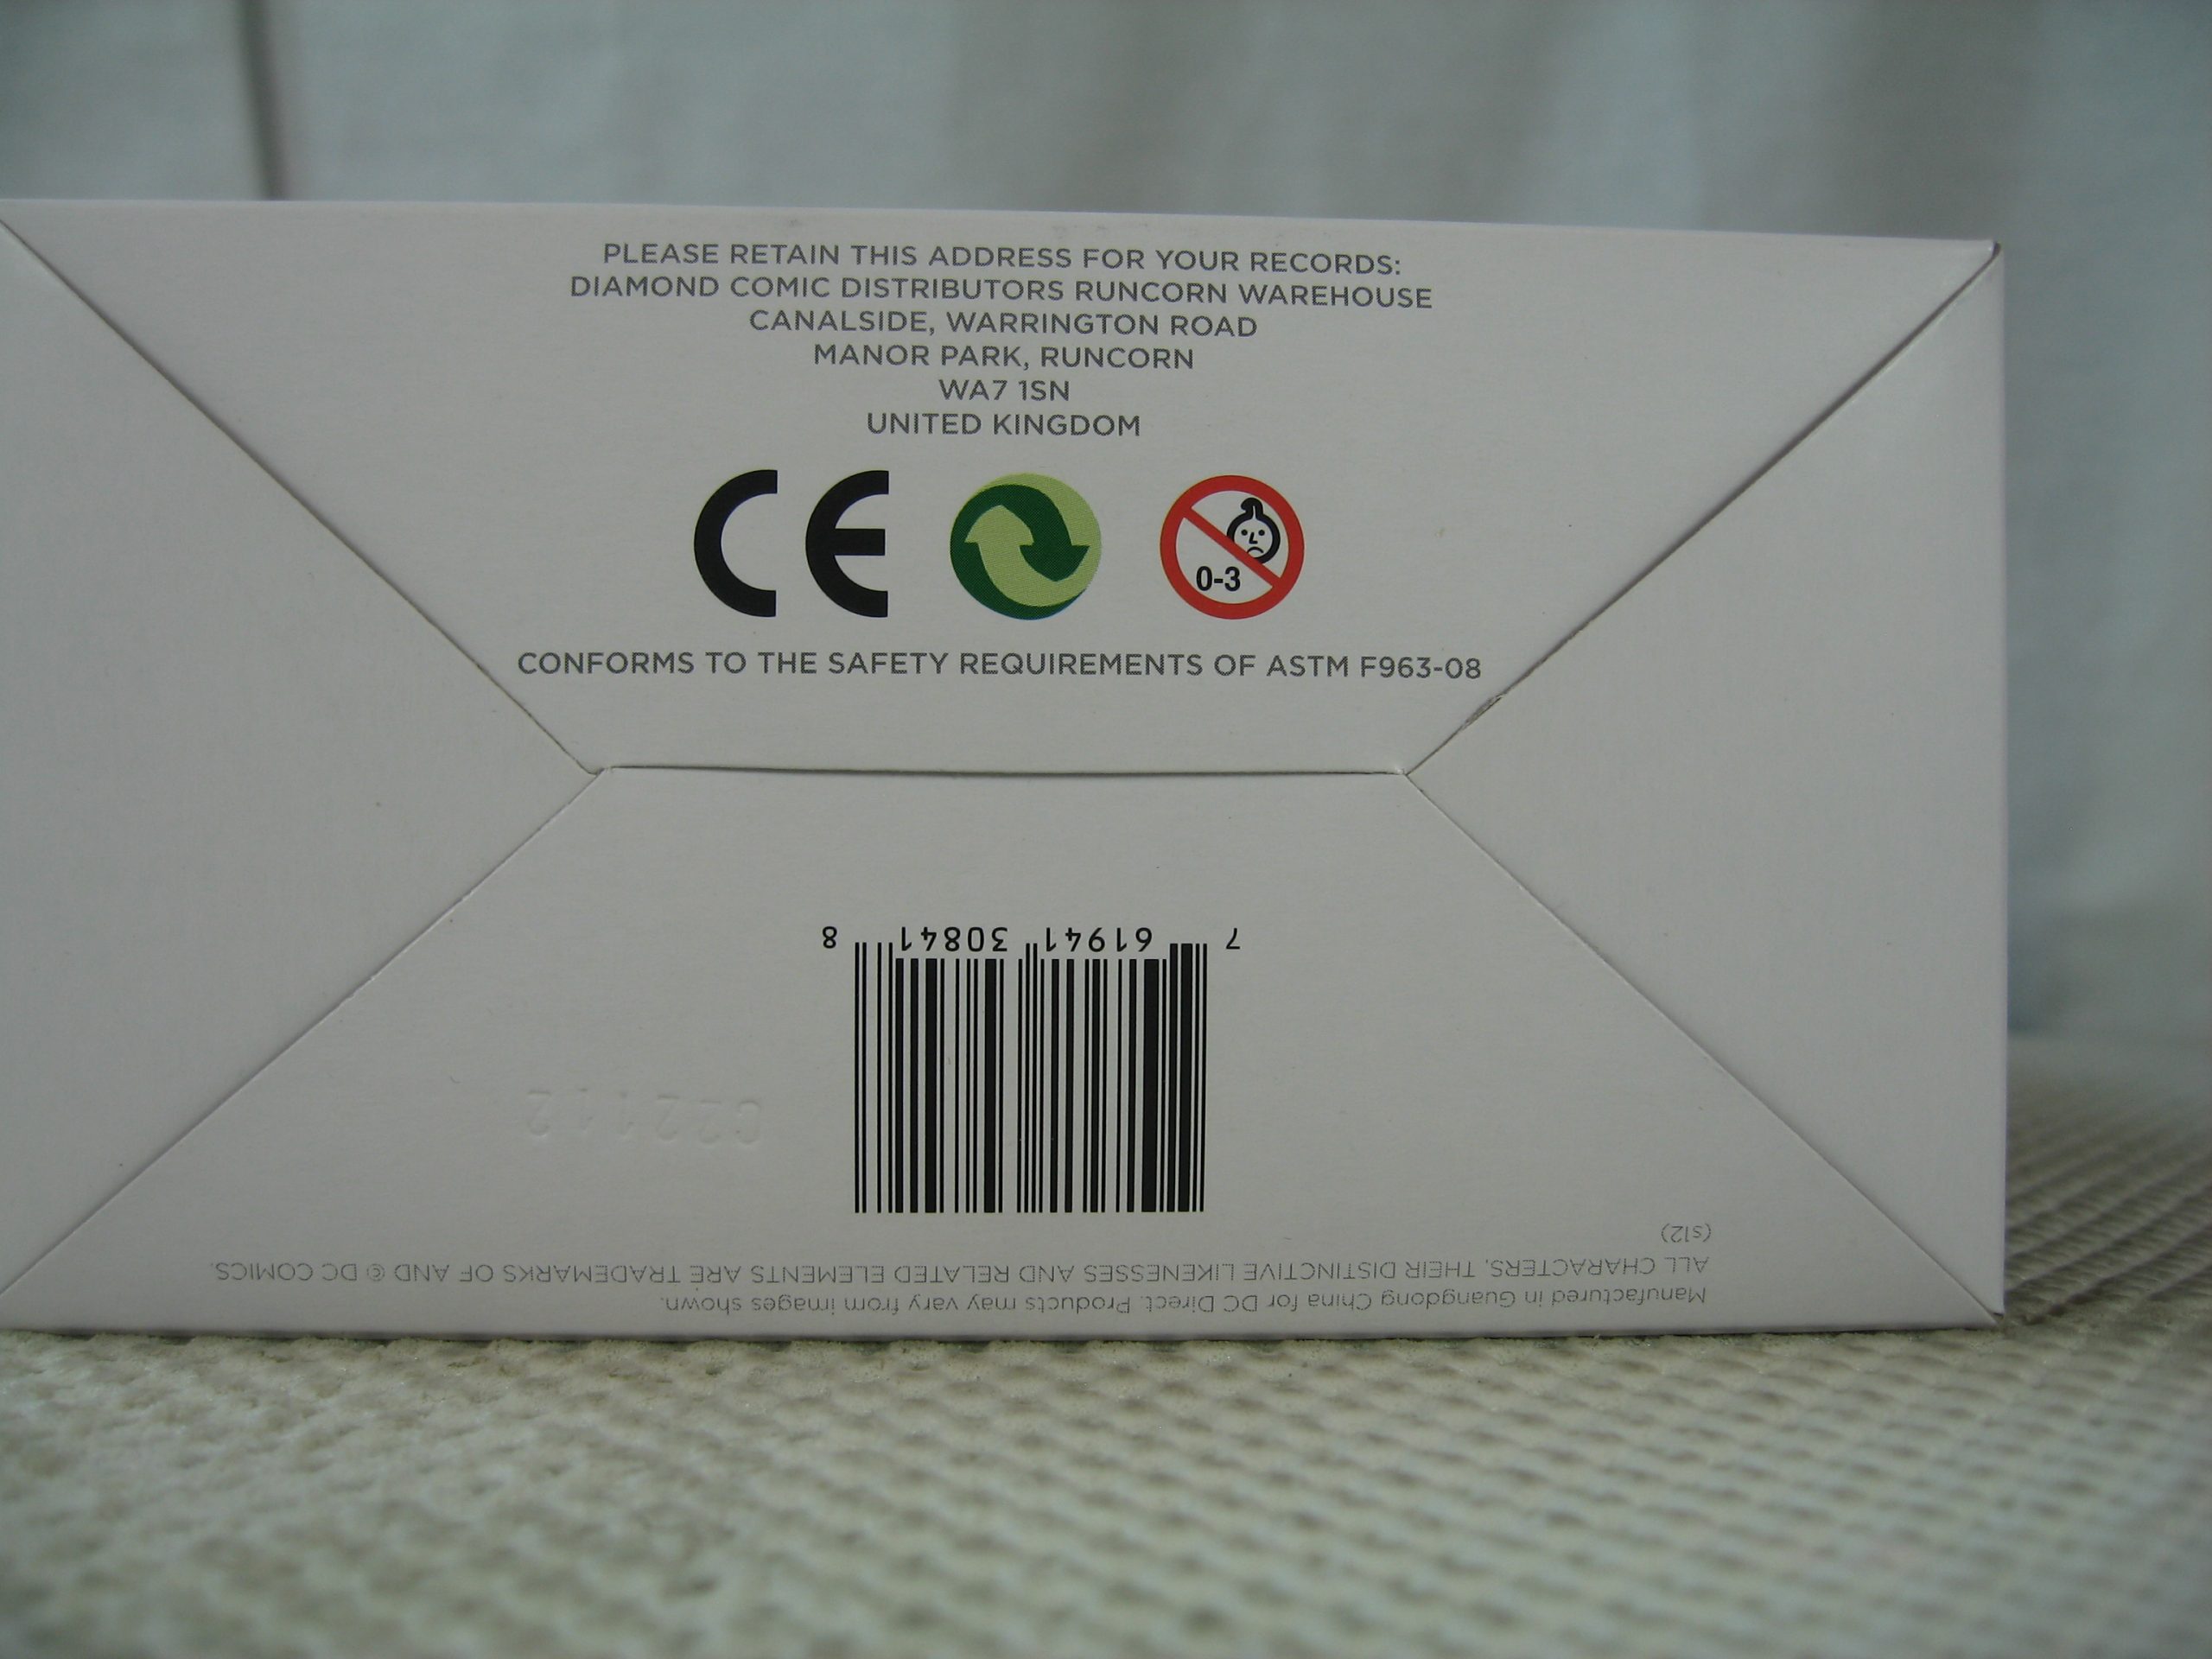 PLEASE RETAIN THIS ADDRESS FOR YOUR RECORDS:
DIAMOND COMIC DISTRIBUTORS RUNCORN WAREHOUSE
CANALSIDE, WARRINGTON ROAD
MANOR PARK, RUNCORN
WA7 1SN
UNITED KINGDOM
CE
0-3
CONFORMS TO THE SAFETY REQUIREMENTS OF ASTM F963-08
Manufactured in Guangdong China for DC Direct. Products may vary from images shown.
ALL CHARACTERS, THEIR DISTINCTIVE LIKENESSES AND RELATED ELEMENTS ARE TRADEMARKS OF AND © DC COMICS.
(s12)
7 61941 30841 8